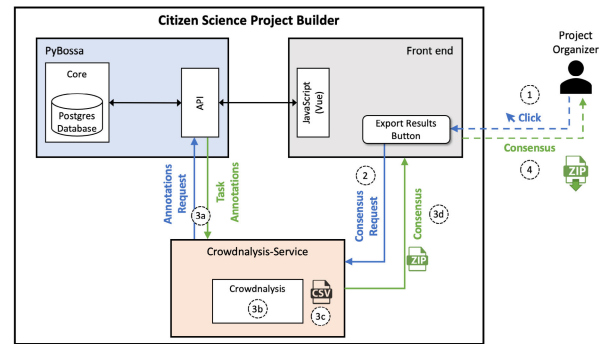 Citizen Science Project Builder
PyBossa
Core
Postgres
Database
API
Front end
JavaScript
(Vue)
Export Results
Button
Project
Organizer
1
Click
Consensus
4
ZIP
Annotations
Request
3a
Task
Annotations
2
Consensus
Request
Consensus
3d
ZIP
Crowdnalysis-Service
Crowdnalysis
3b
CSV
3c